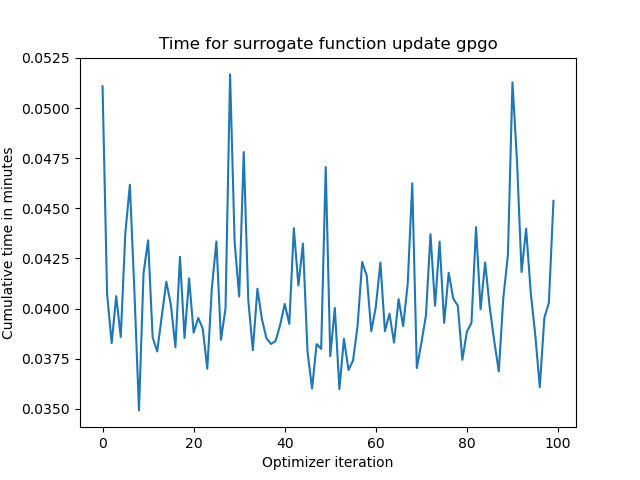 Time for surrogate function update gpgo
0.0525
0.0500
0.0475
0.0450
0.0425
0.0400
0.0375
0.0350
Cumulative time in minutes
0 20 40 60 80 100
Optimizer iteration